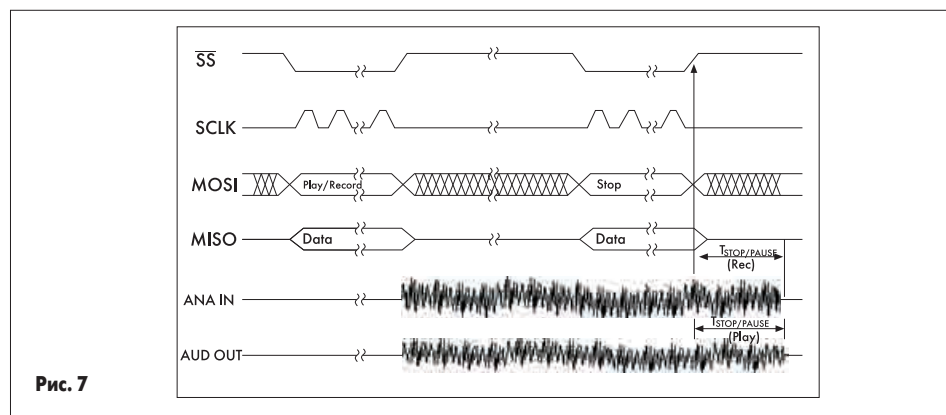 SS
SCLK
MOSI Play/Record Stop
MISO Data Data
TSTOP/PAUSE
(Rec)
ANA IN
TSTOP/PAUSE
(Play)
AUD OUT
Рис. 7